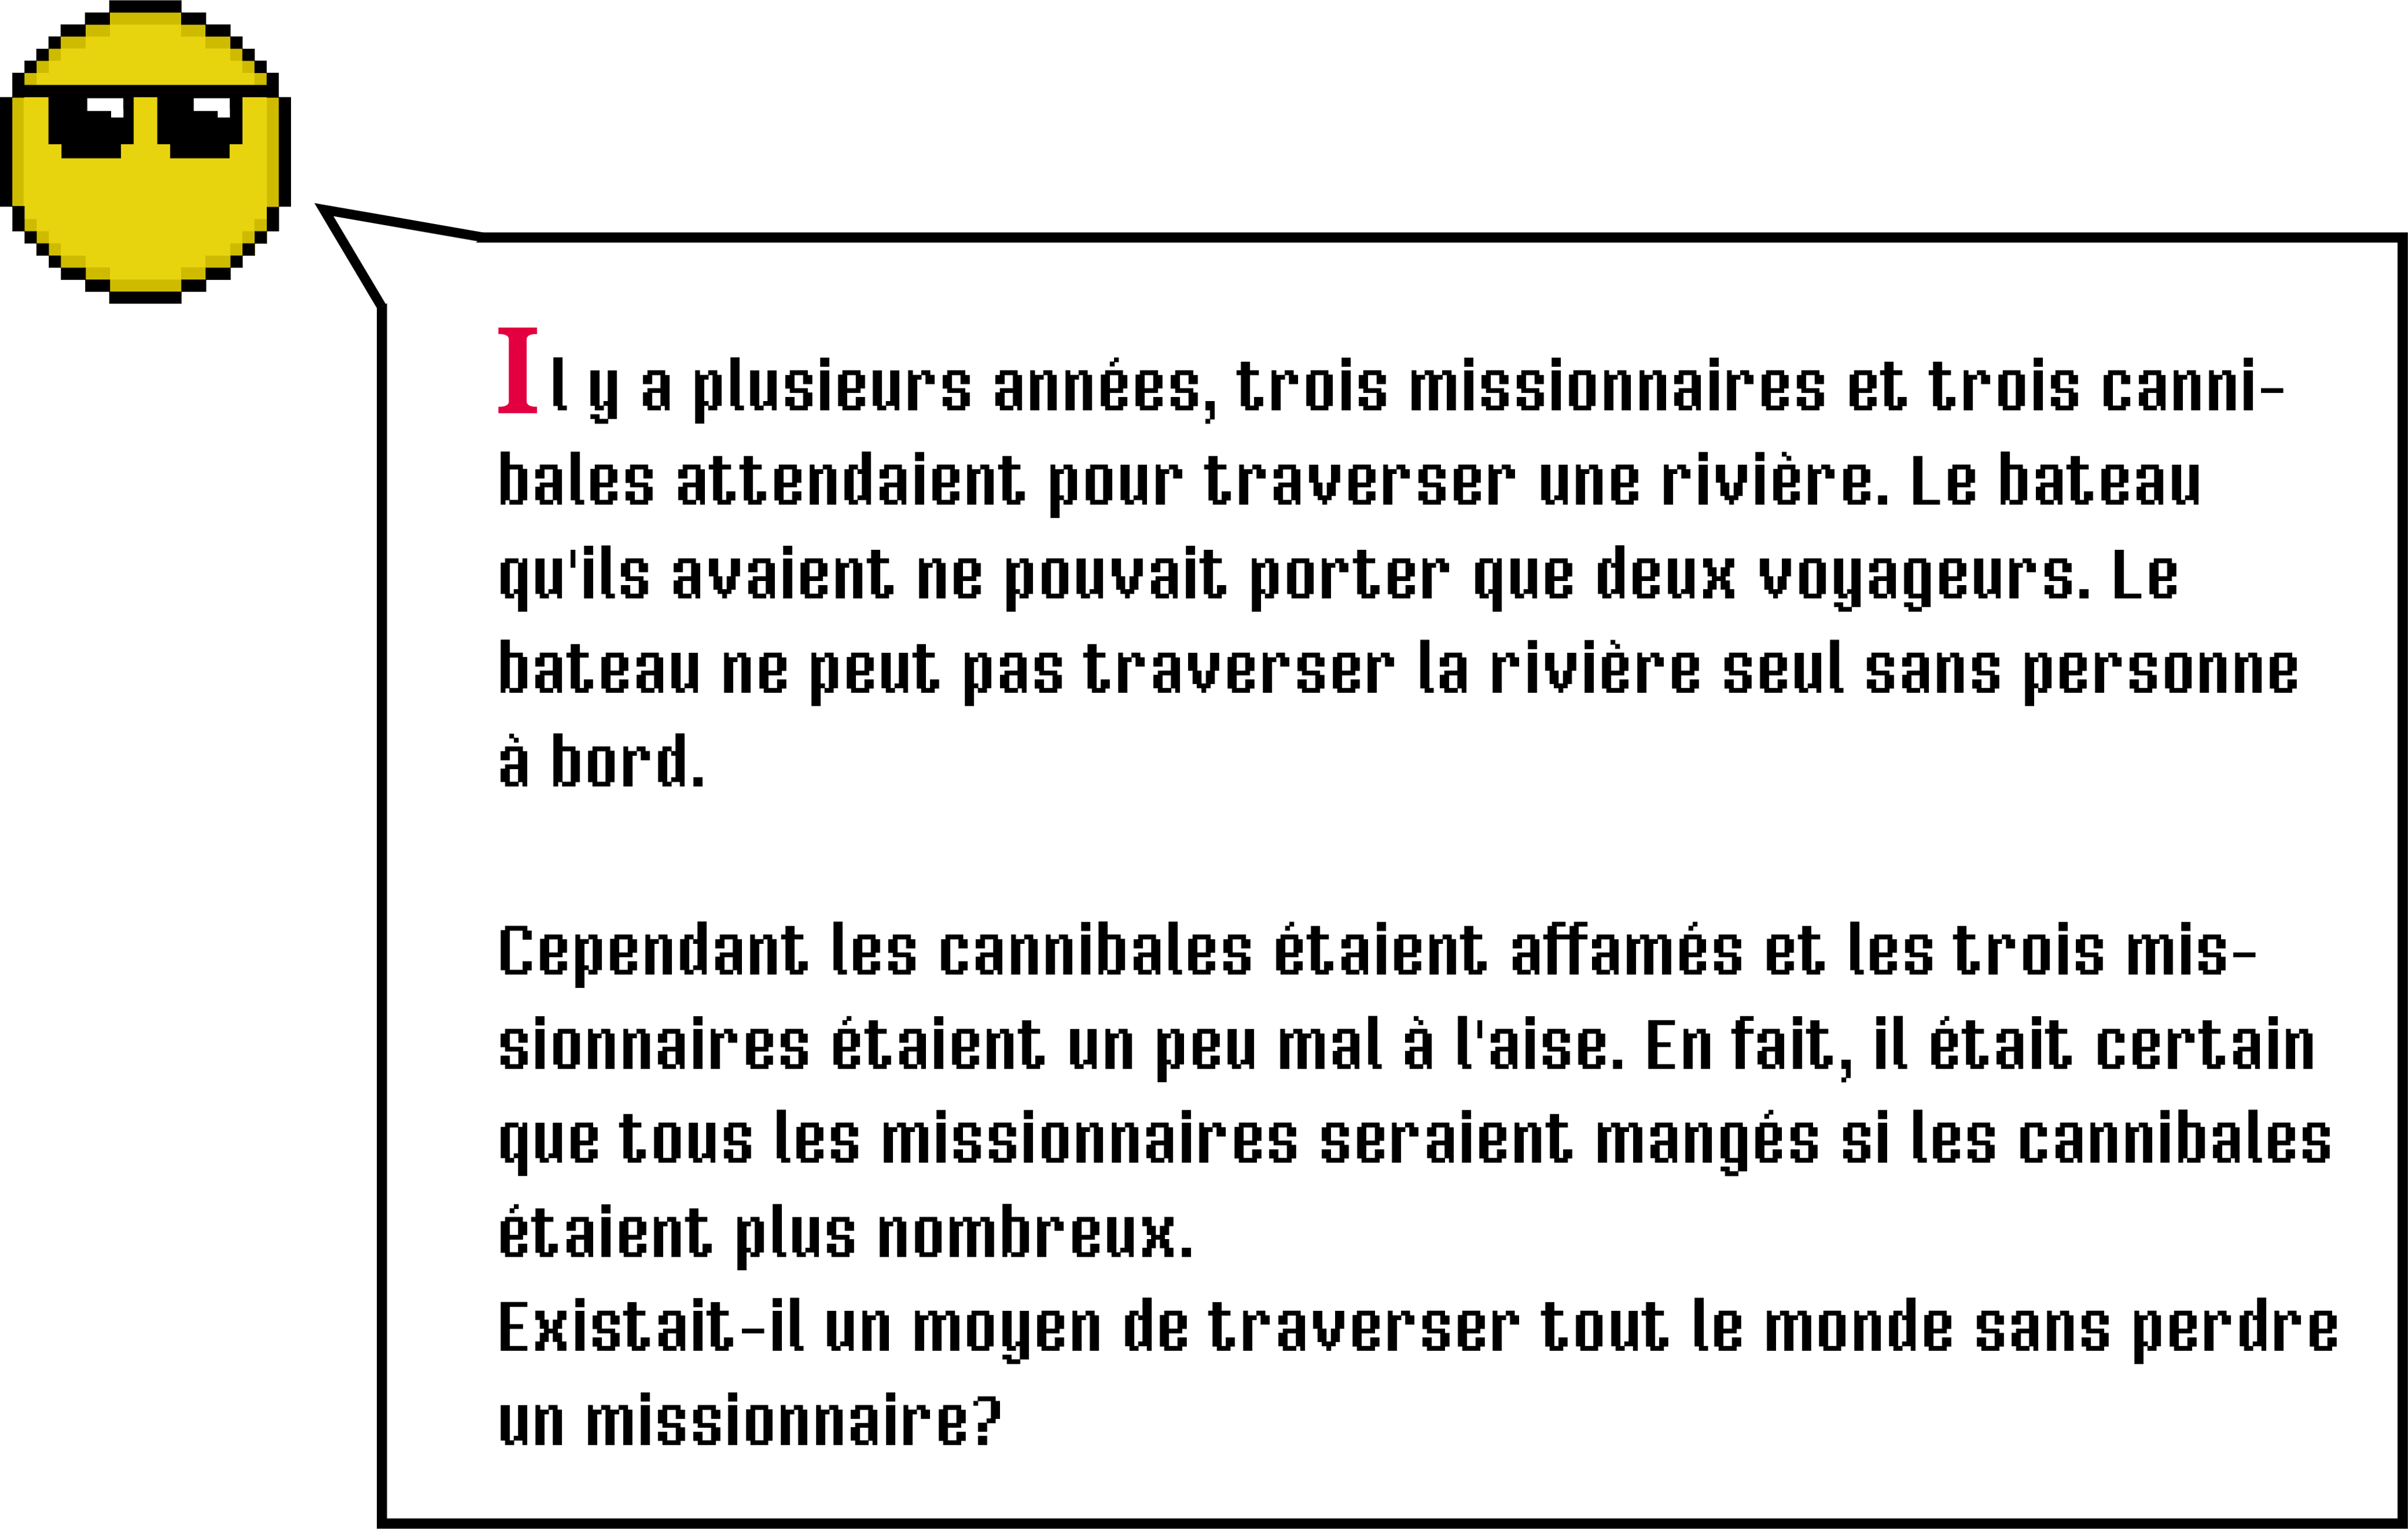 Il y a plusieurs années, trois missionnaires et trois canni-
bales attendaient pour traverser une rivière. Le bateau
qu'ils avaient ne pouvait porter que deux voyageurs. Le
bateau ne peut pas traverser la rivière seul sans personne
à bord.
Cependant les cannibales étaient affamés et les trois mis-
sionnaires étaient un peu mal à l'aise. En fait, il était certain
que tous les missionnaires seraient mangés si les cannibales
étaient plus nombreux.
Existait-il un moyen de traverser tout le monde sans perdre
un missionnaire?